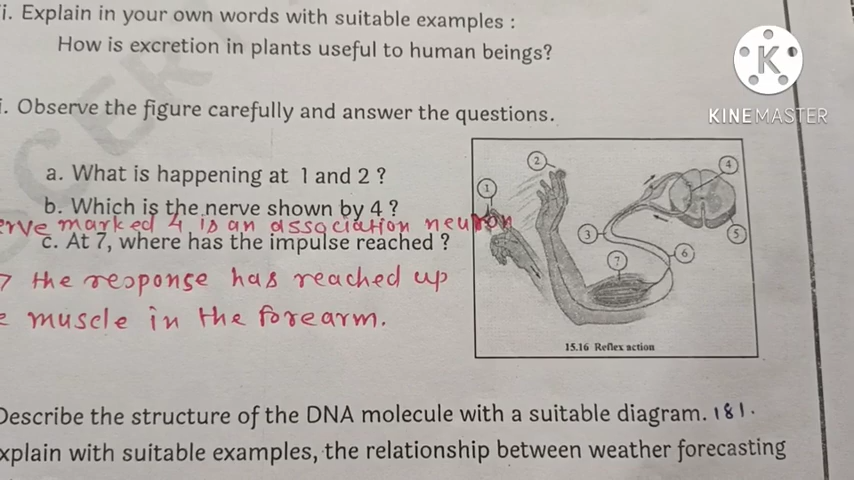 i. Explain in your own words with suitable examples :
How is excretion in plants useful to human beings?
K
KINEMASTER
i. Observe the figure carefully and answer the questions.
a. What is happening at 1 and 2 ?
b. Which is the nerve shown by 4 ?
erve marked 4 is an association neuron
c. At 7, where has the impulse reached ?
7 the response has reached up
e muscle in the forearm.
1
2
3
4
5
6
7
15.16 Reflex action
Describe the structure of the DNA molecule with a suitable diagram. 181.
xplain with suitable examples, the relationship between weather forecasting